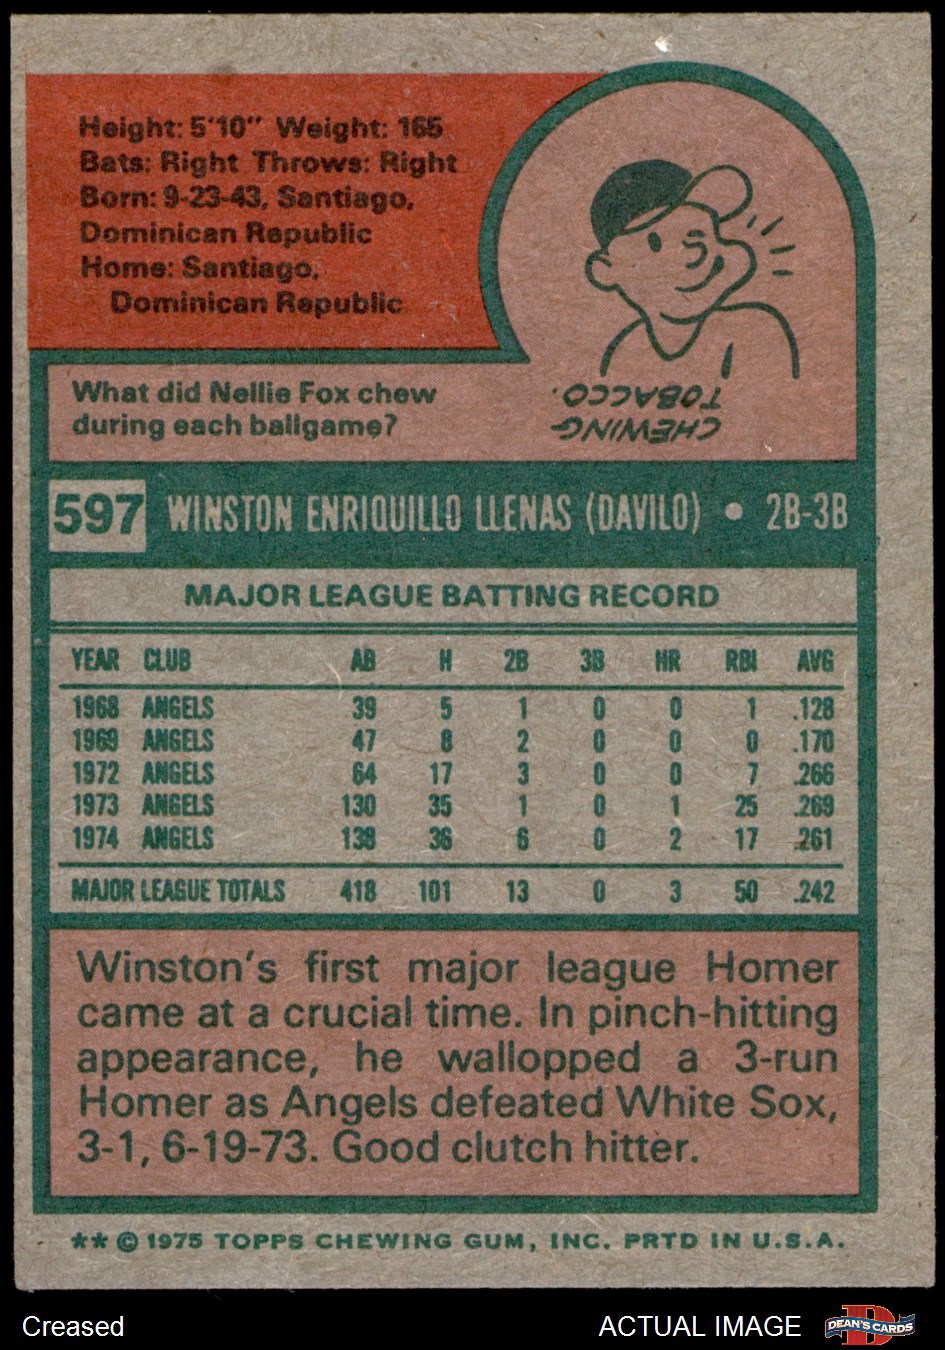 Height: 5'10" Weight: 165
Bats: Right Throws: Right
Born: 9-23-43, Santiago,
Dominican Republic
Home: Santiago,
Dominican Republic
What did Nellie Fox chew
during each ballgame?
CHEWING
TOBACCO.
597 WINSTON ENRIQUILLO LLENAS (DAVILO) • 2B-3B
MAJOR LEAGUE BATTING RECORD
YEAR CLUB AB H 2B 3B HR RBI AVG
1968 ANGELS 39 5 1 0 0 1 .128
1969 ANGELS 47 8 2 0 0 0 .170
1972 ANGELS 64 17 3 0 0 7 .266
1973 ANGELS 130 35 1 0 1 25 .269
1974 ANGELS 138 36 6 0 2 17 .261
MAJOR LEAGUE TOTALS 418 101 13 0 3 50 .242
Winston's first major league Homer
came at a crucial time. In pinch-hitting
appearance, he wallopped a 3-run
Homer as Angels defeated White Sox,
3-1, 6-19-73. Good clutch hitter.
** © 1975 TOPPS CHEWING GUM, INC. PRTD IN U.S.A.
Creased
ACTUAL IMAGE
DEAN'S CARDS